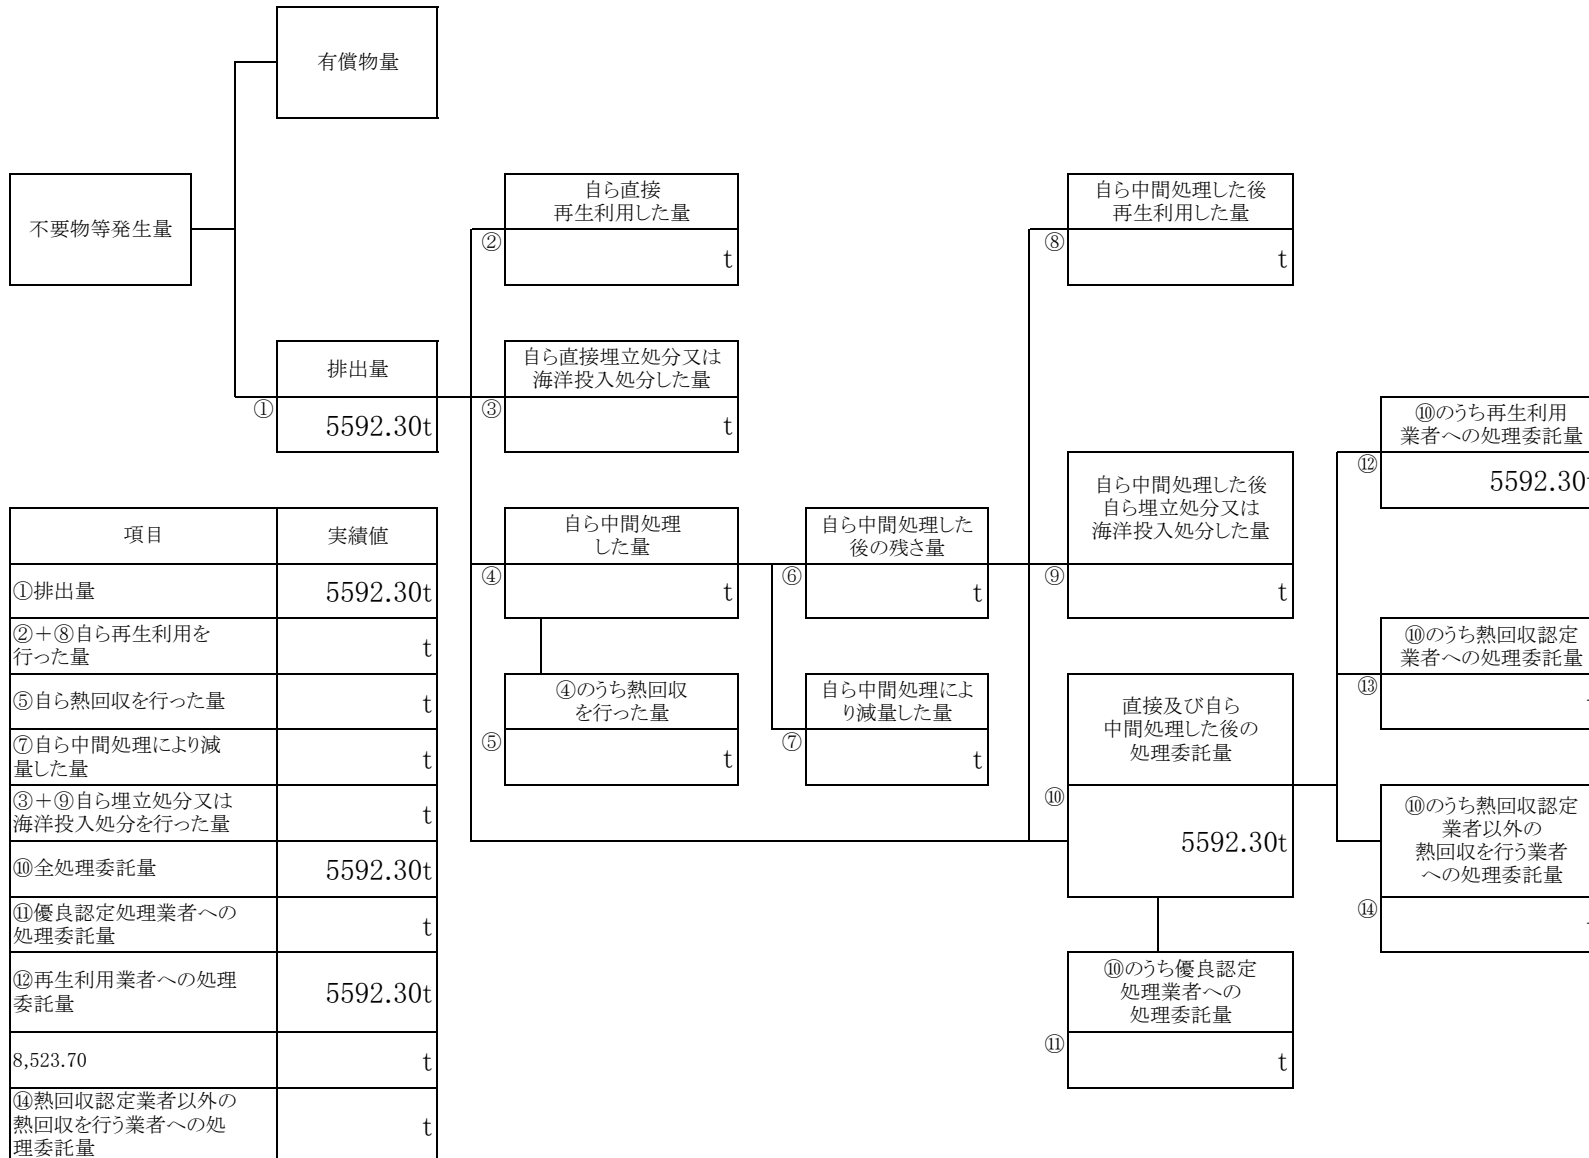 有償物量
不要物等発生量
自ら直接
再生利用した量
②
t
自ら中間処理した後
再生利用した量
⑧
t
排出量
①
5592.30t
自ら直接埋立処分又は
海洋投入処分した量
③
t
⑩のうち再生利用
業者への処理委託量
⑫
5592.30t
自ら中間処理
した量
④
t
自ら中間処理した
後の残さ量
⑥
t
自ら中間処理した後
自ら埋立処分又は
海洋投入処分した量
⑨
t
④のうち熱回収
を行った量
⑤
t
自ら中間処理によ
り減量した量
⑦
t
直接及び自ら
中間処理した後の
処理委託量
⑩
5592.30t
⑩のうち熱回収認定
業者への処理委託量
⑬
⑩のうち熱回収認定
業者以外の
熱回収を行う業者
への処理委託量
⑭
⑩のうち優良認定
処理業者への
処理委託量
⑪
t
項目 実績値
①排出量 5592.30t
②＋⑧自ら再生利用を
行った量 t
⑤自ら熱回収を行った量 t
⑦自ら中間処理により減
量した量 t
③＋⑨自ら埋立処分又は
海洋投入処分を行った量 t
⑩全処理委託量 5592.30t
⑪優良認定処理業者への
処理委託量 t
⑫再生利用業者への処理
委託量 5592.30t
8,523.70 t
⑭熱回収認定業者以外の
熱回収を行う業者への処
理委託量 t